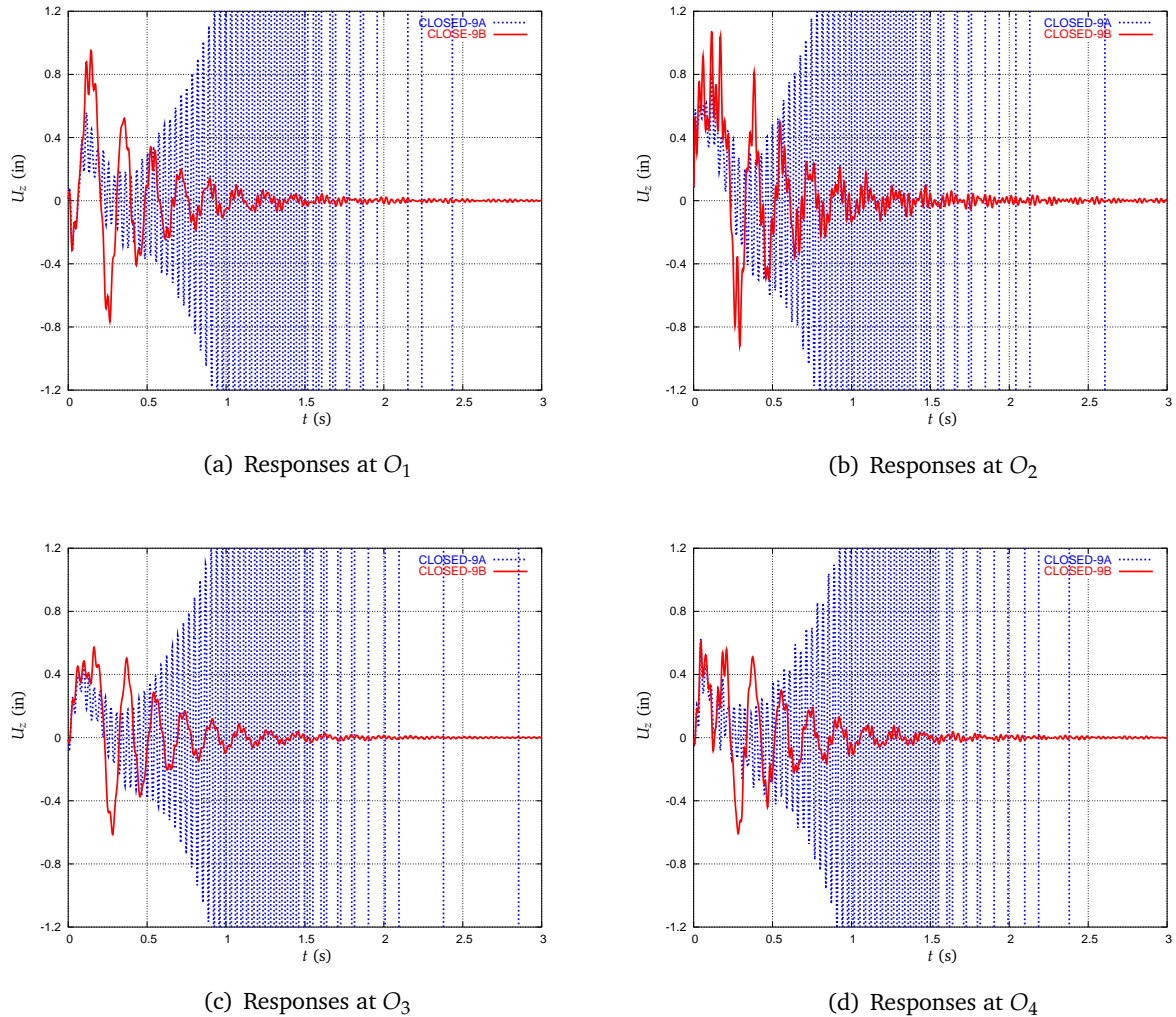 1.2
CLOSED-9A
CLOSE-9B
0.8
0.4
U_z (in)
0
-0.4
-0.8
-1.2
0 0.5 1 1.5 2 2.5 3
t (s)
(a) Responses at O_1
1.2
CLOSED-9A
CLOSED-9B
0.8
0.4
U_z (in)
0
-0.4
-0.8
-1.2
0 0.5 1 1.5 2 2.5 3
t (s)
(b) Responses at O_2
1.2
CLOSED-9A
CLOSED-9B
0.8
0.4
U_z (in)
0
-0.4
-0.8
-1.2
0 0.5 1 1.5 2 2.5 3
t (s)
(c) Responses at O_3
1.2
CLOSED-9A
CLOSED-9B
0.8
0.4
U_z (in)
0
-0.4
-0.8
-1.2
0 0.5 1 1.5 2 2.5 3
t (s)
(d) Responses at O_4